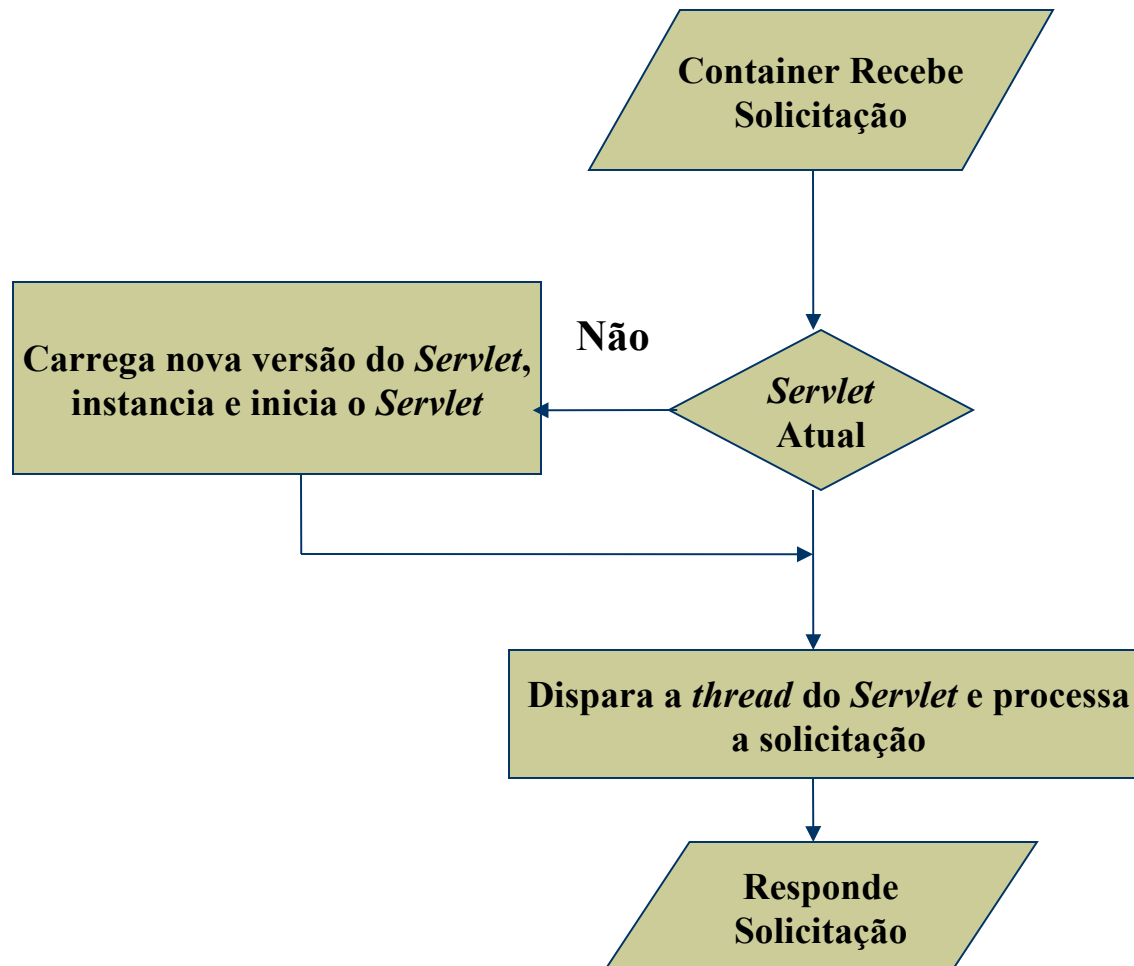 Container Recebe
Solicitação
Não
Carrega nova versão do Servlet,
instancia e inicia o Servlet
Servlet
Atual
Dispara a thread do Servlet e processa
a solicitação
Responde
Solicitação